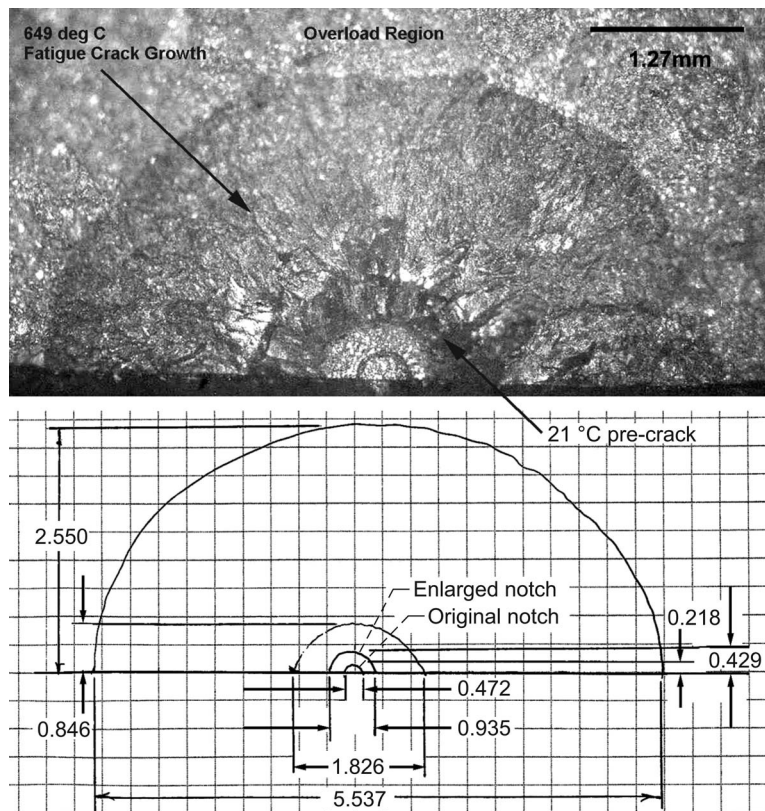 649 deg C
Fatigue Crack Growth
Overload Region
1.27mm
21 °C pre-crack
2.550
Enlarged notch
Original notch
0.218
0.429
0.472
0.846
0.935
1.826
5.537